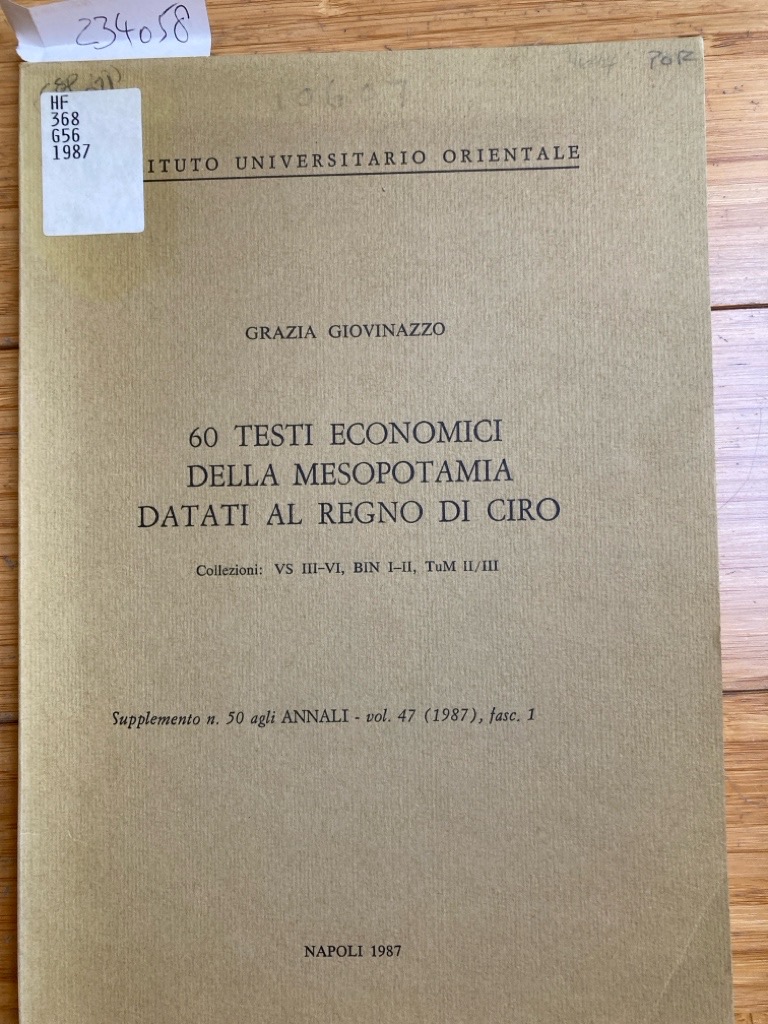 234058
POR
HF
368
G56
1987
ITUTO UNIVERSITARIO ORIENTALE
GRAZIA GIOVINAZZO
60 TESTI ECONOMICI
DELLA MESOPOTAMIA
DATATI AL REGNO DI CIRO
Collezioni: VS III-VI, BIN I-II, TuM II/III
Supplemento n. 50 agli ANNALI - vol. 47 (1987), fasc. 1
NAPOLI 1987